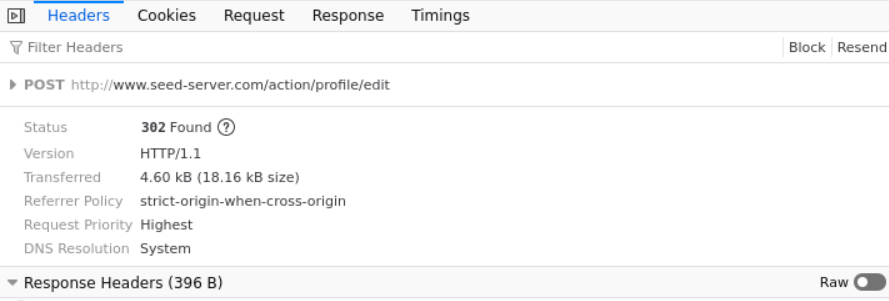 Headers Cookies Request Response Timings
Filter Headers Block Resend
POST http://www.seed-server.com/action/profile/edit
Status 302 Found ?
Version HTTP/1.1
Transferred 4.60 kB (18.16 kB size)
Referrer Policy strict-origin-when-cross-origin
Request Priority Highest
DNS Resolution System
Response Headers (396 B) Raw